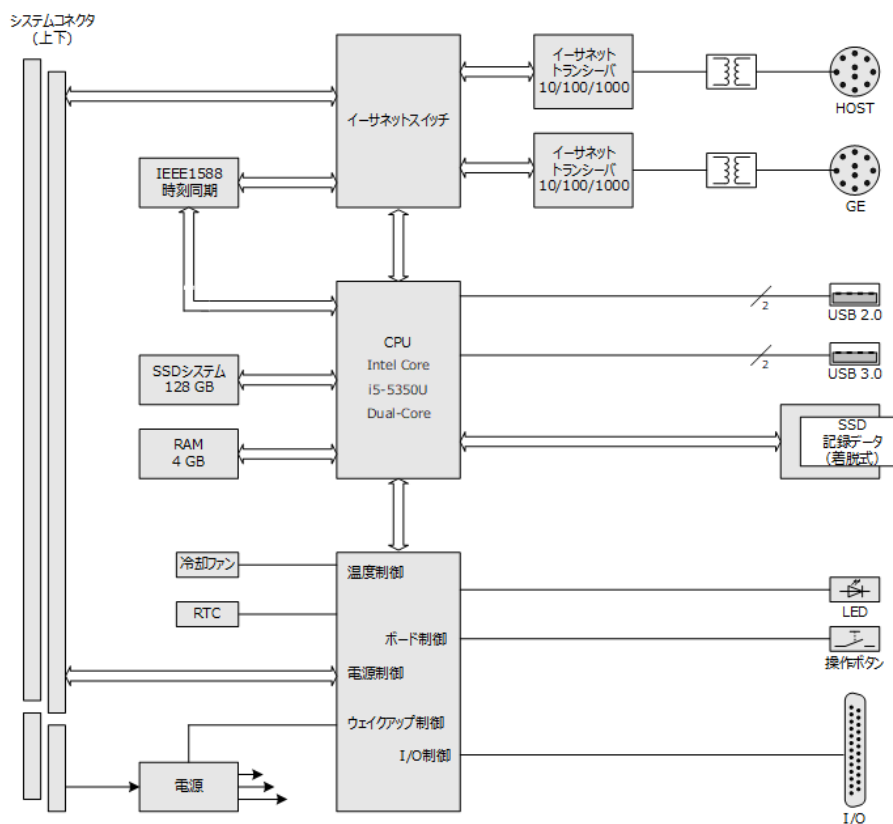 システムコネクタ
(上下)
イーサネットスイッチ
イーサネット
トランシーバ
10/100/1000
HOST
イーサネット
トランシーバ
10/100/1000
GE
IEEE1588
時刻同期
CPU
Intel Core
i5-5350U
Dual-Core
2
USB 2.0
2
USB 3.0
SSDシステム
128 GB
RAM
4 GB
SSD
記録データ
(着脱式)
冷却ファン
RTC
温度制御
ボード制御
電源制御
ウェイクアップ制御
I/O制御
LED
操作ボタン
電源
I/O